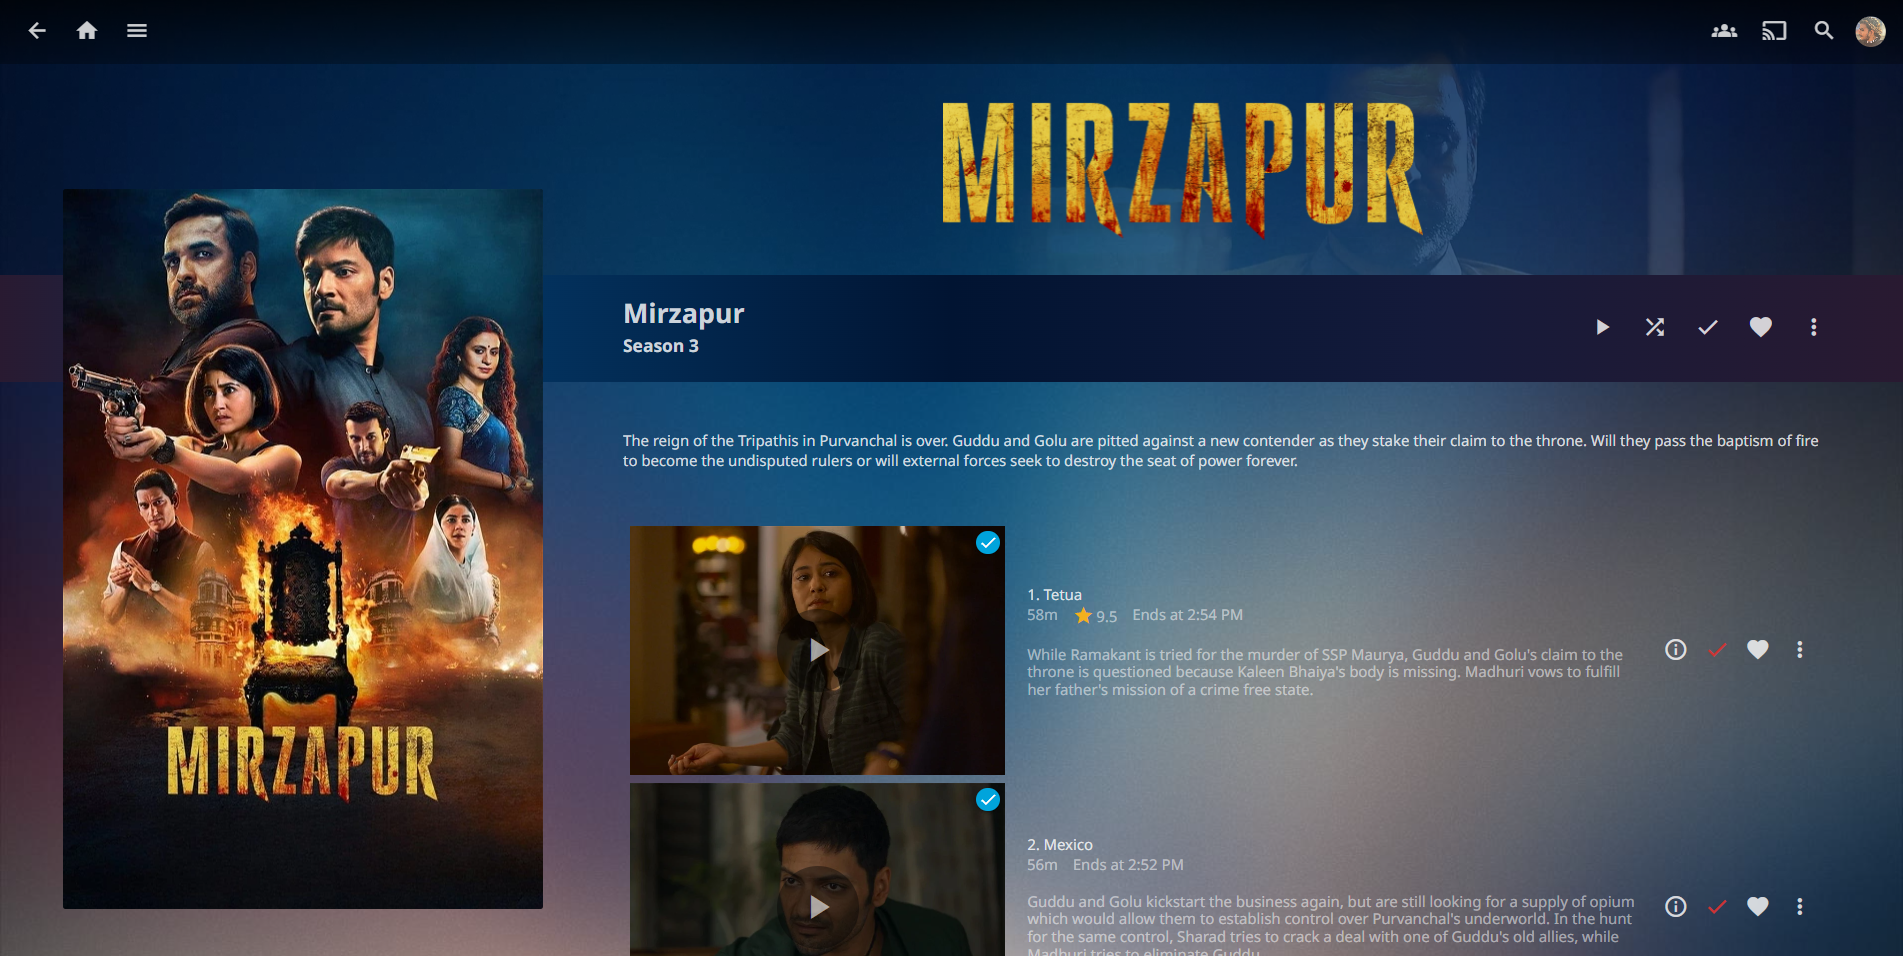 MIRZAPUR
MIRZAPUR
Mirzapur
Season 3
The reign of the Tripathis in Purvanchal is over. Guddu and Golu are pitted against a new contender as they stake their claim to the throne. Will they pass the baptism of fire
to become the undisputed rulers or will external forces seek to destroy the seat of power forever.
1. Tetua
58m 9.5 Ends at 2:54 PM
While Ramakant is tried for the murder of SSP Maurya, Guddu and Golu's claim to the
throne is questioned because Kaleen Bhaiya's body is missing. Madhuri vows to fulfill
her father's mission of a crime free state.
2. Mexico
56m Ends at 2:52 PM
Guddu and Golu kickstart the business again, but are still looking for a supply of opium
which would allow them to establish control over Purvanchal's underworld. In the hunt
for the same control, Sharad tries to crack a deal with one of Guddu's old allies, while
Madhuri tries to eliminate Guddu